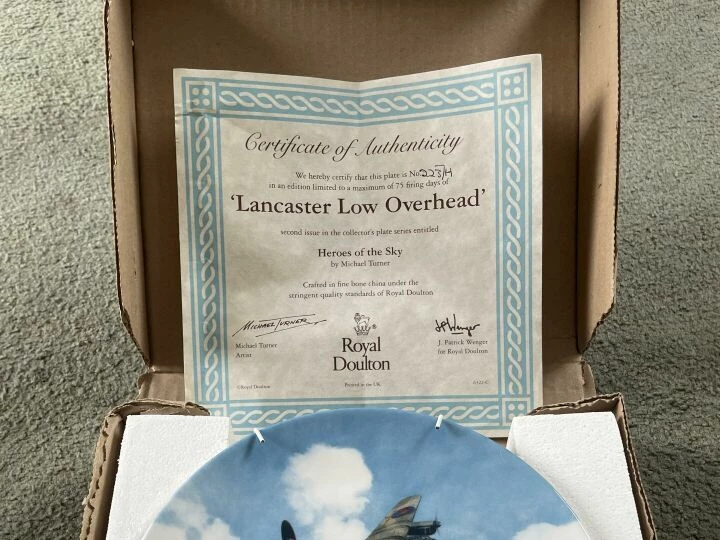 Certificate of Authenticity
We hereby certify that this plate is No
in an edition limited to a maximum of 75 firing days of
'Lancaster Low Overhead'
second issue in the collector's plate series entitled
Heroes of the Sky
by Michael Turner
Crafted in fine bone china under the
stringent quality standards of Royal Doulton
MICHAEL TURNER
Michael Turner
Artist
®
Royal
Doulton
JPWenger
J. Patrick Wenger
for Royal Doulton
©Royal Doulton
Printed in the UK